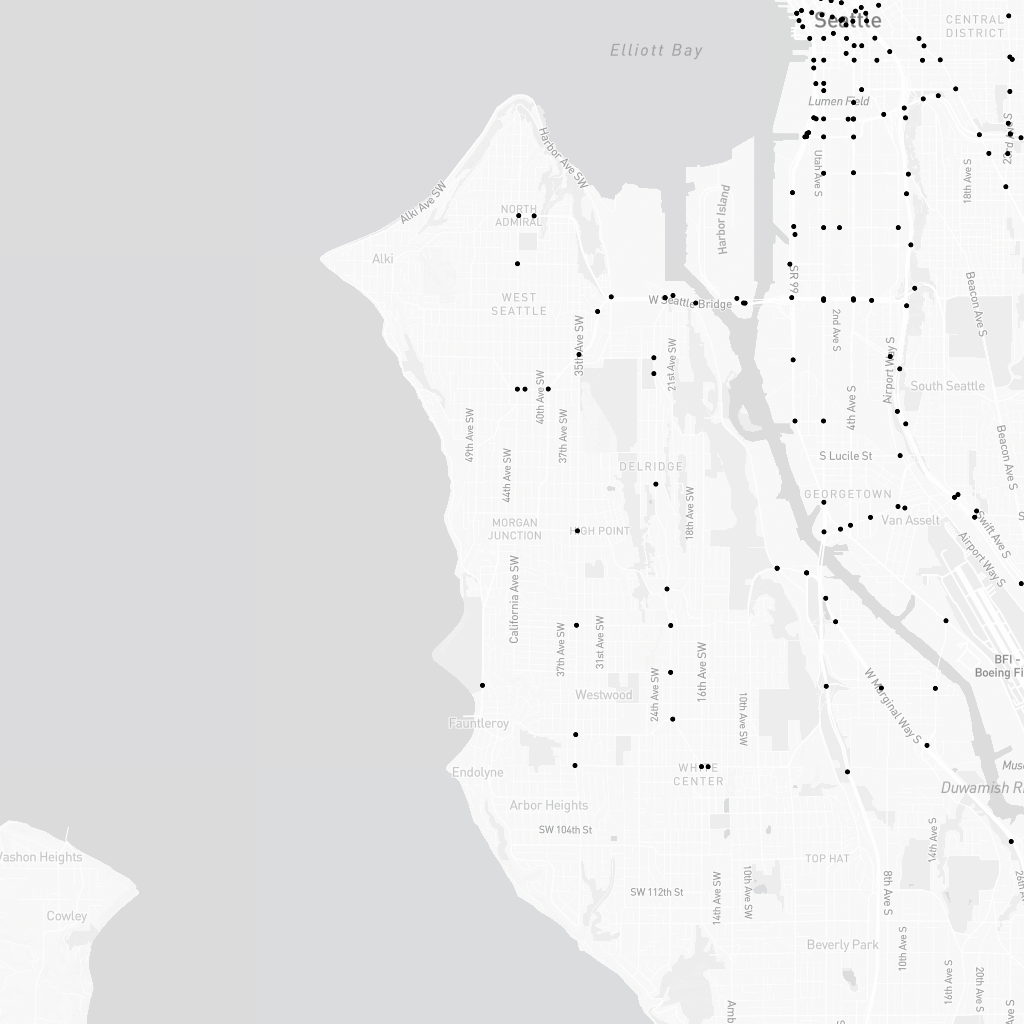 Seattle
CENTRAL
DISTRICT
Elliott Bay
Lumen Field
Harbor Ave SW
Utah Ave S
18th Ave S
Alki Ave SW
NORTH
ADMIRAL
Harbor Island
Alki
SR 99
WEST
SEATTLE
W Seattle Bridge
Beacon Ave S
2nd Ave S
35th Ave SW
21st Ave SW
Airport Way S
South Seattle
40th Ave SW
4th Ave S
49th Ave SW
37th Ave SW
44th Ave SW
S Lucile St
Beacon Ave S
DELRIDGE
GEORGETOWN
18th Ave SW
Van Asselt
Swift Ave S
MORGAN
JUNCTION
HIGH POINT
Airport Way S
California Ave SW
37th Ave SW
31st Ave SW
16th Ave SW
BFI -
Boeing Fi
24th Ave SW
Westwood
10th Ave SW
W Marginal Way S
Fauntleroy
Endolyne
WHITE
CENTER
Duwamish R
Arbor Heights
SW 104th St
14th Ave S
Vashon Heights
TOP HAT
SW 112th St
14th Ave SW
10th Ave SW
8th Ave S
Cowley
Beverly Park
10th Ave S
16th Ave S
20th Ave S